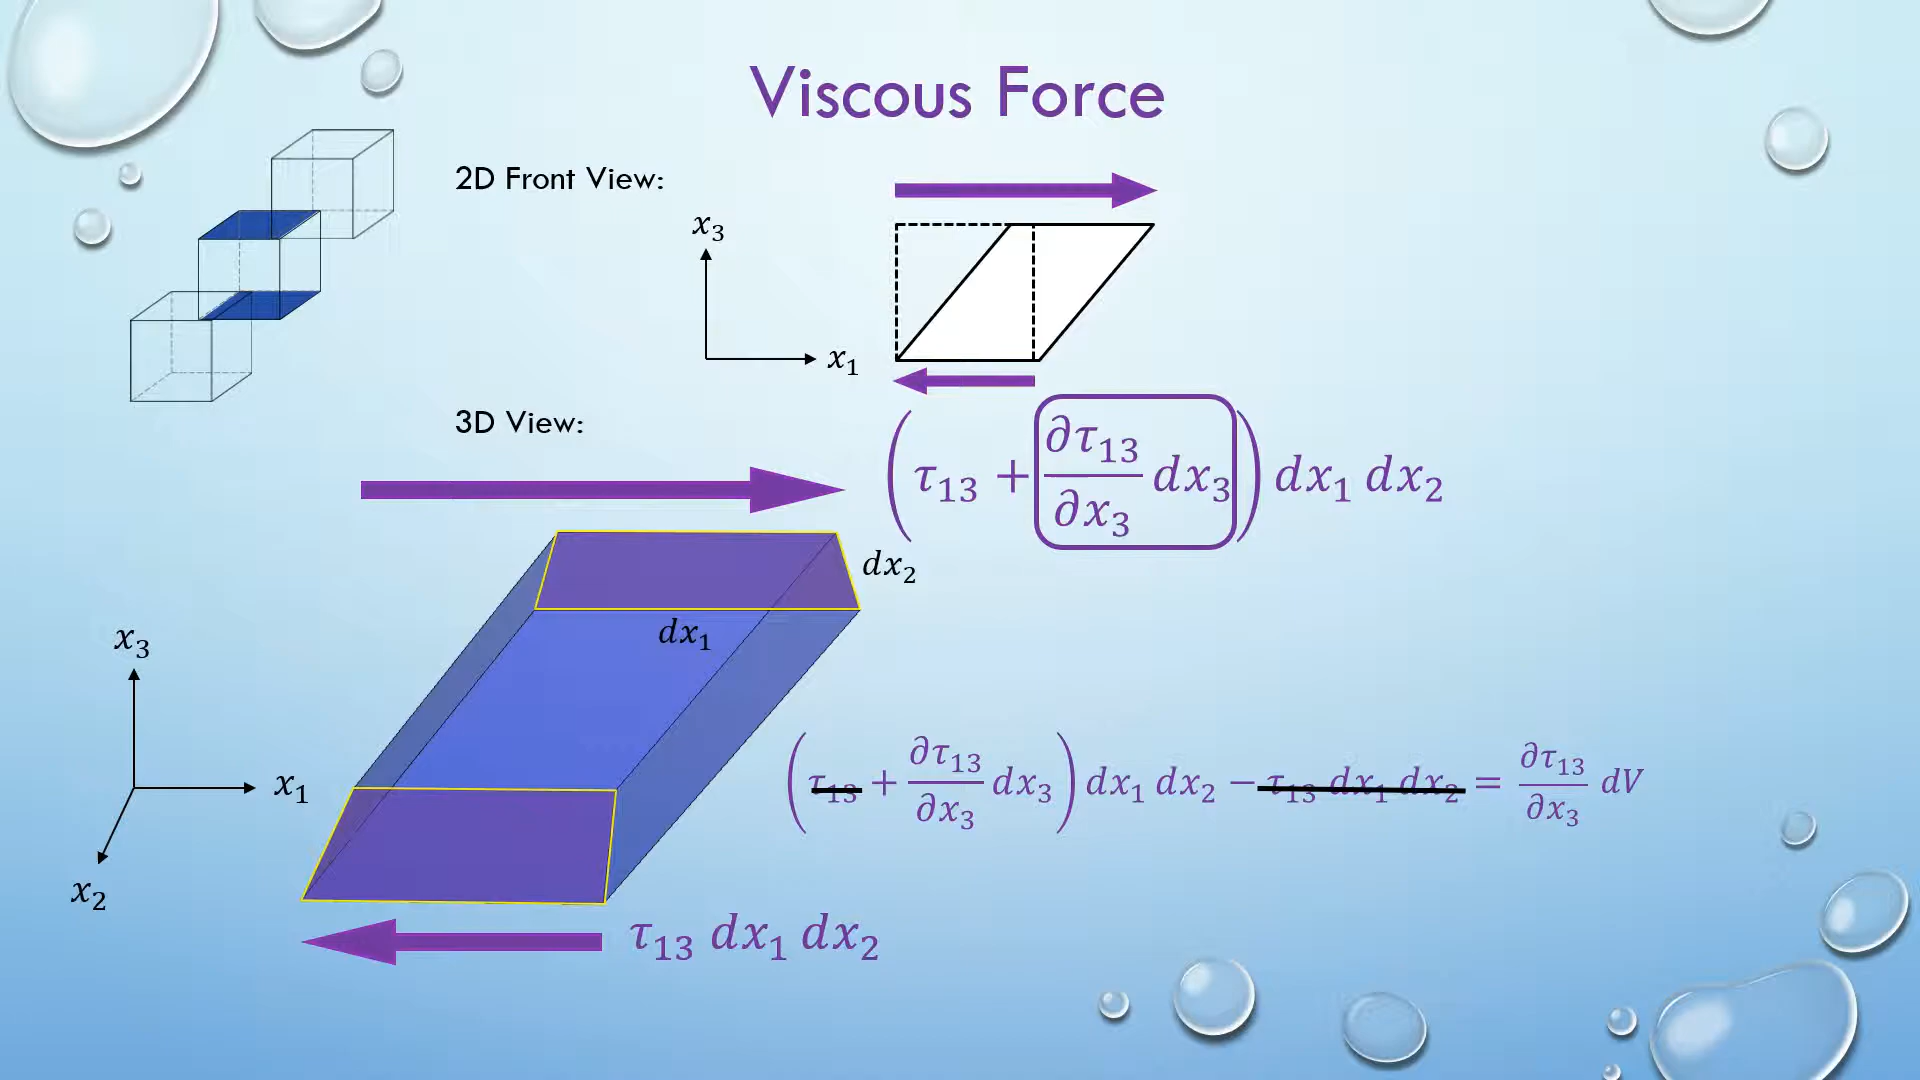 Viscous Force
2D Front View:
x₃
x₁
3D View:
(τ₁₃ + ∂τ₁₃/∂x₃ dx₃) dx₁ dx₂
dx₂
dx₁
x₃
x₁
x₂
(τ₁₃ + ∂τ₁₃/∂x₃ dx₃) dx₁ dx₂ − τ₁₃ dx₁ dx₂ = ∂τ₁₃/∂x₃ dV
τ₁₃ dx₁ dx₂